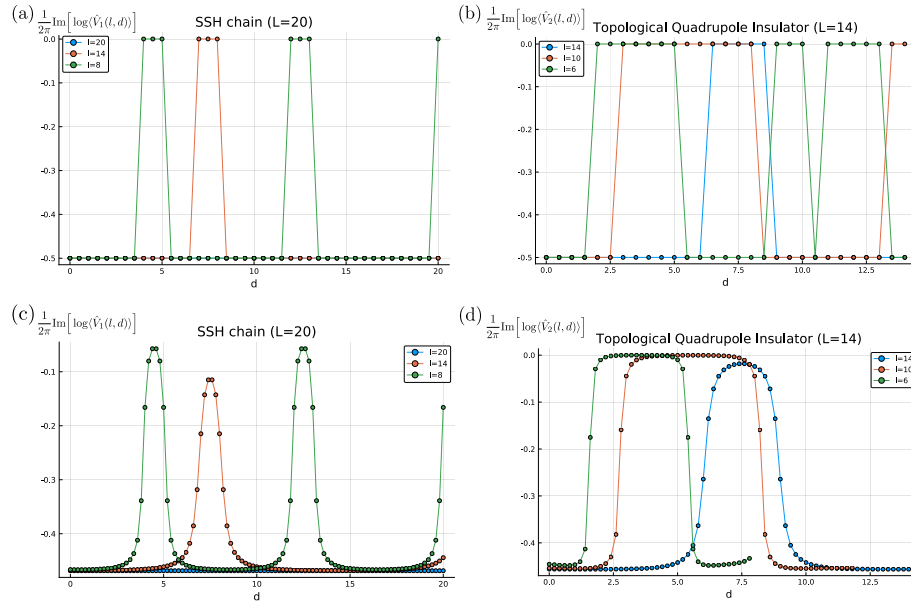 (a) 1/2π Im[log⟨V̂₁(l, d)⟩]
SSH chain (L=20)
l=20
l=14
l=8
0.0
-0.1
-0.2
-0.3
-0.4
-0.5
0 5 10 15 20
d
(b) 1/2π Im[log⟨V̂₂(l, d)⟩]
Topological Quadrupole Insulator (L=14)
l=14
l=10
l=6
0.0
-0.1
-0.2
-0.3
-0.4
-0.5
0.0 2.5 5.0 7.5 10.0 12.5
d
(c) 1/2π Im[log⟨V̂₁(l, d)⟩]
SSH chain (L=20)
l=20
l=14
l=8
-0.1
-0.2
-0.3
-0.4
0 5 10 15 20
d
(d) 1/2π Im[log⟨V̂₂(l, d)⟩]
Topological Quadrupole Insulator (L=14)
l=14
l=10
l=6
0.0
-0.1
-0.2
-0.3
-0.4
0.0 2.5 5.0 7.5 10.0 12.5
d